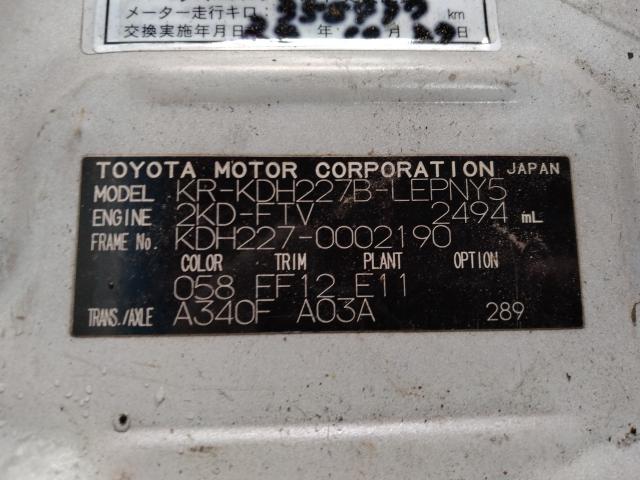 メーター走行キロ: km
交換実施年月日 年 月 日
TOYOTA MOTOR CORPORATION JAPAN
MODEL KR-KDH227B-LEPNY5
ENGINE 2KD-FTV 2494 mL
FRAME No. KDH227-0002190
COLOR TRIM PLANT OPTION
058 FF12 E11
TRANS./AXLE A340F A03A 289